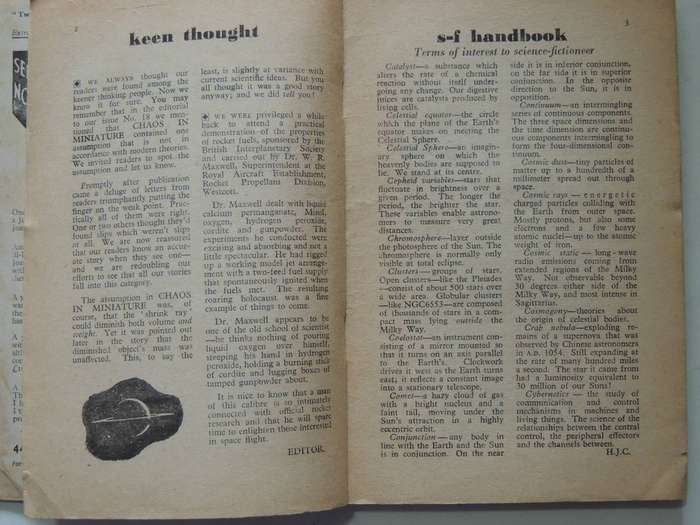 "Tw
Extra
SE
NO
44
2
keen thought
WE ALWAYS thought our
readers were found among the
keener thinking people. Now we
know it for sure. You may
remember that in the editorial
to our issue No. 18 we men-
tioned that CHAOS IN
MINIATURE contained one
assumption that is not in
accordance with modern theories.
We invited readers to spot the
assumption and let us know.
Promptly after publication
came a deluge of letters from
readers triumphantly putting the
finger on the weak point. Prac-
tically all of them were right.
One or two others thought they'd
found slips which weren't slips
at all. We are now reassured
that our readers know an accur-
ate story when they see one—
and we are redoubling our
efforts to see that all our stories
fall into this category.
The assumption in CHAOS
IN MINIATURE was, of
course, that the 'shrink ray'
could diminish both volume and
weight. Yet it was pointed out
later in the story that the
diminished object's mass was
unaffected. This, to say the
least, is slightly at variance with
current scientific ideas. But you
all thought it was a good story
anyway; and we did tell you!
WE WERE privileged a while
back to attend a practical
demonstration of the properties
of rocket fuels, sponsored by the
British Interplanetary Society
and carried out by Dr. W. R.
Maxwell, Superintendent at the
Royal Aircraft Establishment,
Rocket Propellants Division,
Westcott.
Dr. Maxwell dealt with liquid
calcium permanganate, Minol,
oxygen, hydrogen peroxide,
cordite and gunpowder. The
experiments he conducted were
exciting and absorbing and not a
little spectacular. He had rigged
up a working model jet arrange-
ment with a two-feed fuel supply
that spontaneously ignited when
the fuels met. The resulting
roaring holocaust was a fine
example of things to come.
Dr. Maxwell appears to be
one of the old school of scientist
—he thinks nothing of pouring
liquid oxygen over himself,
steeping his hand in hydrogen
peroxide, holding a burning stick
of cordite and lugging boxes of
tamped gunpowder about.
It is nice to know that a man
of this calibre is so intimately
connected with official rocket
research and that he will spare
time to enlighten those interested
in space flight.
EDITOR.
3
s-f handbook
Terms of interest to science-fictioneer
Catalyst—a substance which
alters the rate of a chemical
reaction without itself under-
going any change. Our digestive
juices are catalysts produced by
living cells.
Celestial equator—the circle
which the plane of the Earth's
equator makes on meeting the
Celestial Sphere.
Celestial Sphere—an imagin-
ary sphere on which the
heavenly bodies are supposed to
lie. We stand at its centre.
Cepheid variables—stars that
fluctuate in brightness over a
given period. The longer the
period, the brighter the star.
These variables enable astrono-
mers to measure very great
distances.
Chromosphere—layer outside
the photosphere of the Sun. The
chromosphere is normally only
visible at total eclipse.
Clusters—groups of stars.
Open clusters—like the Pleiades
—consist of about 500 stars over
a wide area. Globular clusters
—like NGC6553—are composed
of thousands of stars in a com-
pact mass lying outside the
Milky Way.
Coelostat—an instrument con-
sisting of a mirror mounted so
that it turns on an axis parallel
to the Earth's. Clockwork
drives it west as the Earth turns
east; it reflects a constant image
into a stationary telescope.
Comet—a hazy cloud of gas
with a bright nucleus and a
faint tail, moving under the
Sun's attraction in a highly
eccentric orbit.
Conjunction—any body in
line with the Earth and the Sun
is in conjunction. On the near
side it is in inferior conjunction,
on the far side it is in superior
conjunction. In the opposite
direction to the Sun, it is in
opposition.
Continuum—an intermingling
series of continuous components.
The three space dimensions and
the time dimension are continu-
ous components intermingling to
form the four-dimensional con-
tinuum.
Cosmic dust—tiny particles of
matter up to a hundredth of a
millimetre spread out through
space.
Cosmic rays — energetic
charged particles colliding with
the Earth from outer space.
Mostly protons, but also some
electrons and a few heavy
atomic nuclei—up to the atomic
weight of iron.
Cosmic static — long-wave
radio emissions coming from
extended regions of the Milky
Way. Not observable beyond
30 degrees either side of the
Milky Way, and most intense in
Sagittarius.
Cosmogony—theories about
the origin of celestial bodies.
Crab nebula—exploding re-
mains of a supernova that was
observed by Chinese astronomers
in A.D. 1054. Still expanding at
the rate of many hundred miles
a second. The star it came from
had a luminosity equivalent to
30 million of our Suns!
Cybernetics — the study of
communication and control
mechanisms in machines and
living things. The science of the
relationships between the central
control, the peripheral effectors
and the channels between.
H.J.C.